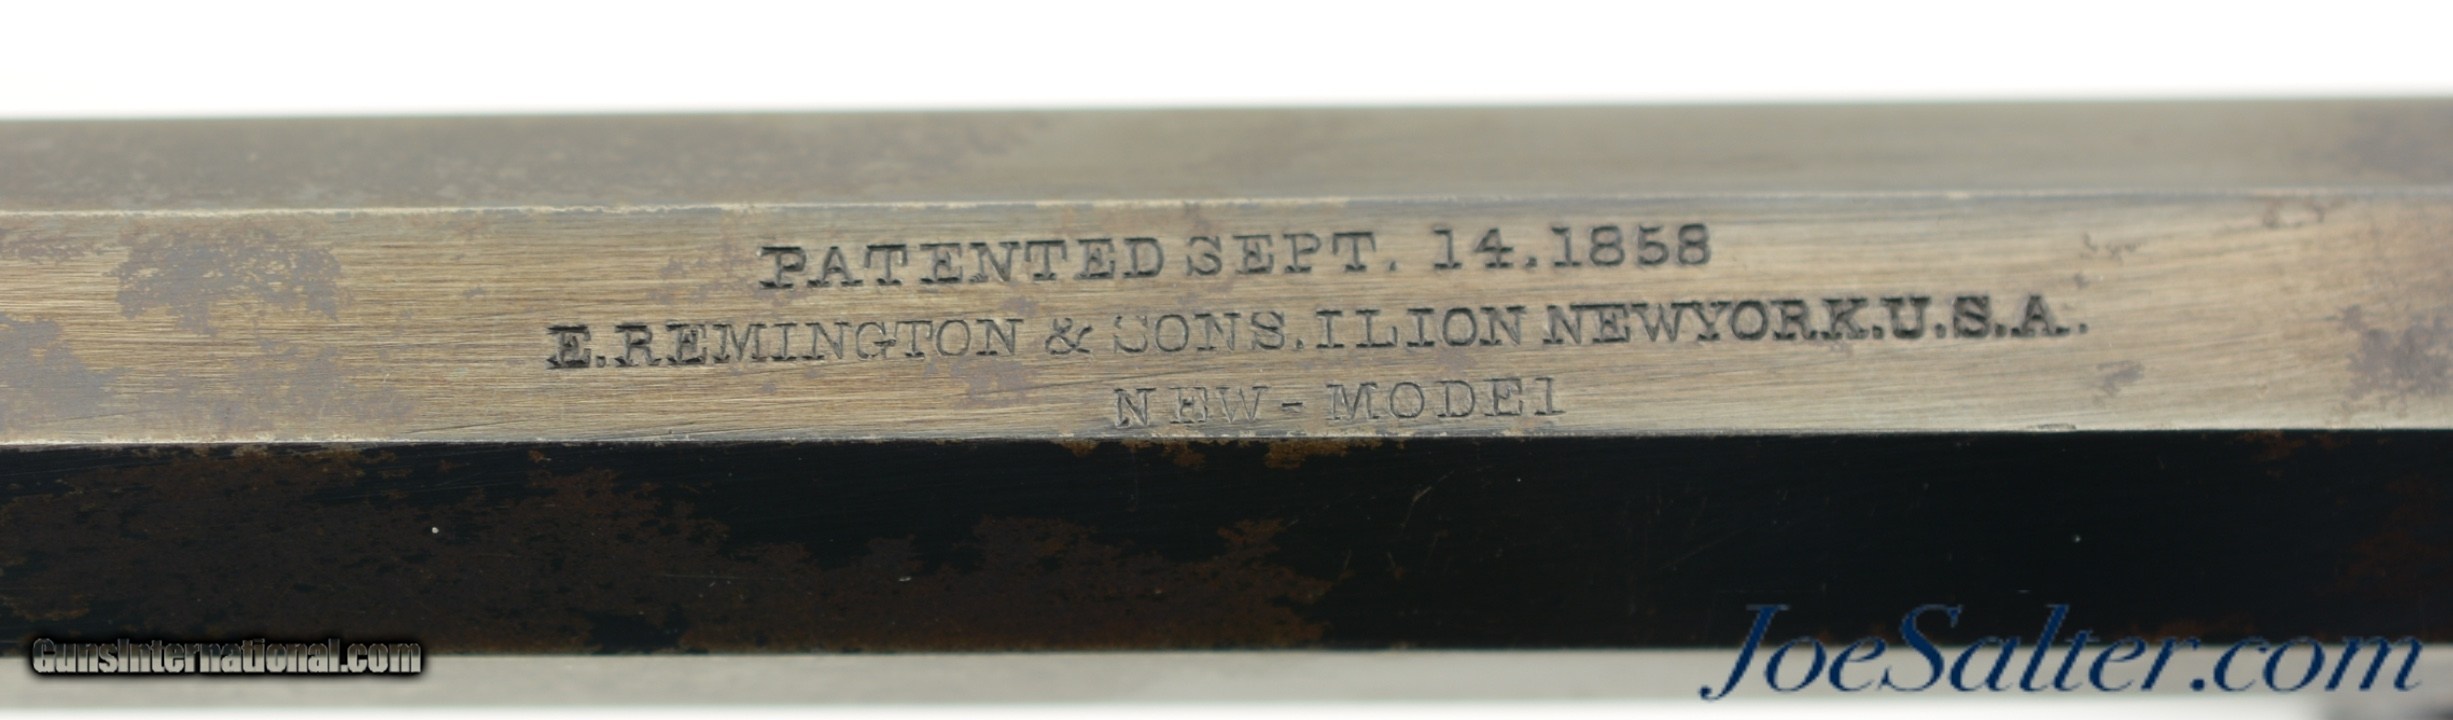 PATENTED SEPT. 14.1858
E.REMINGTON & SONS.ILION NEWYORK.U.S.A.
NEW-MODEl
GunsInternational.com
JoeSalter.com